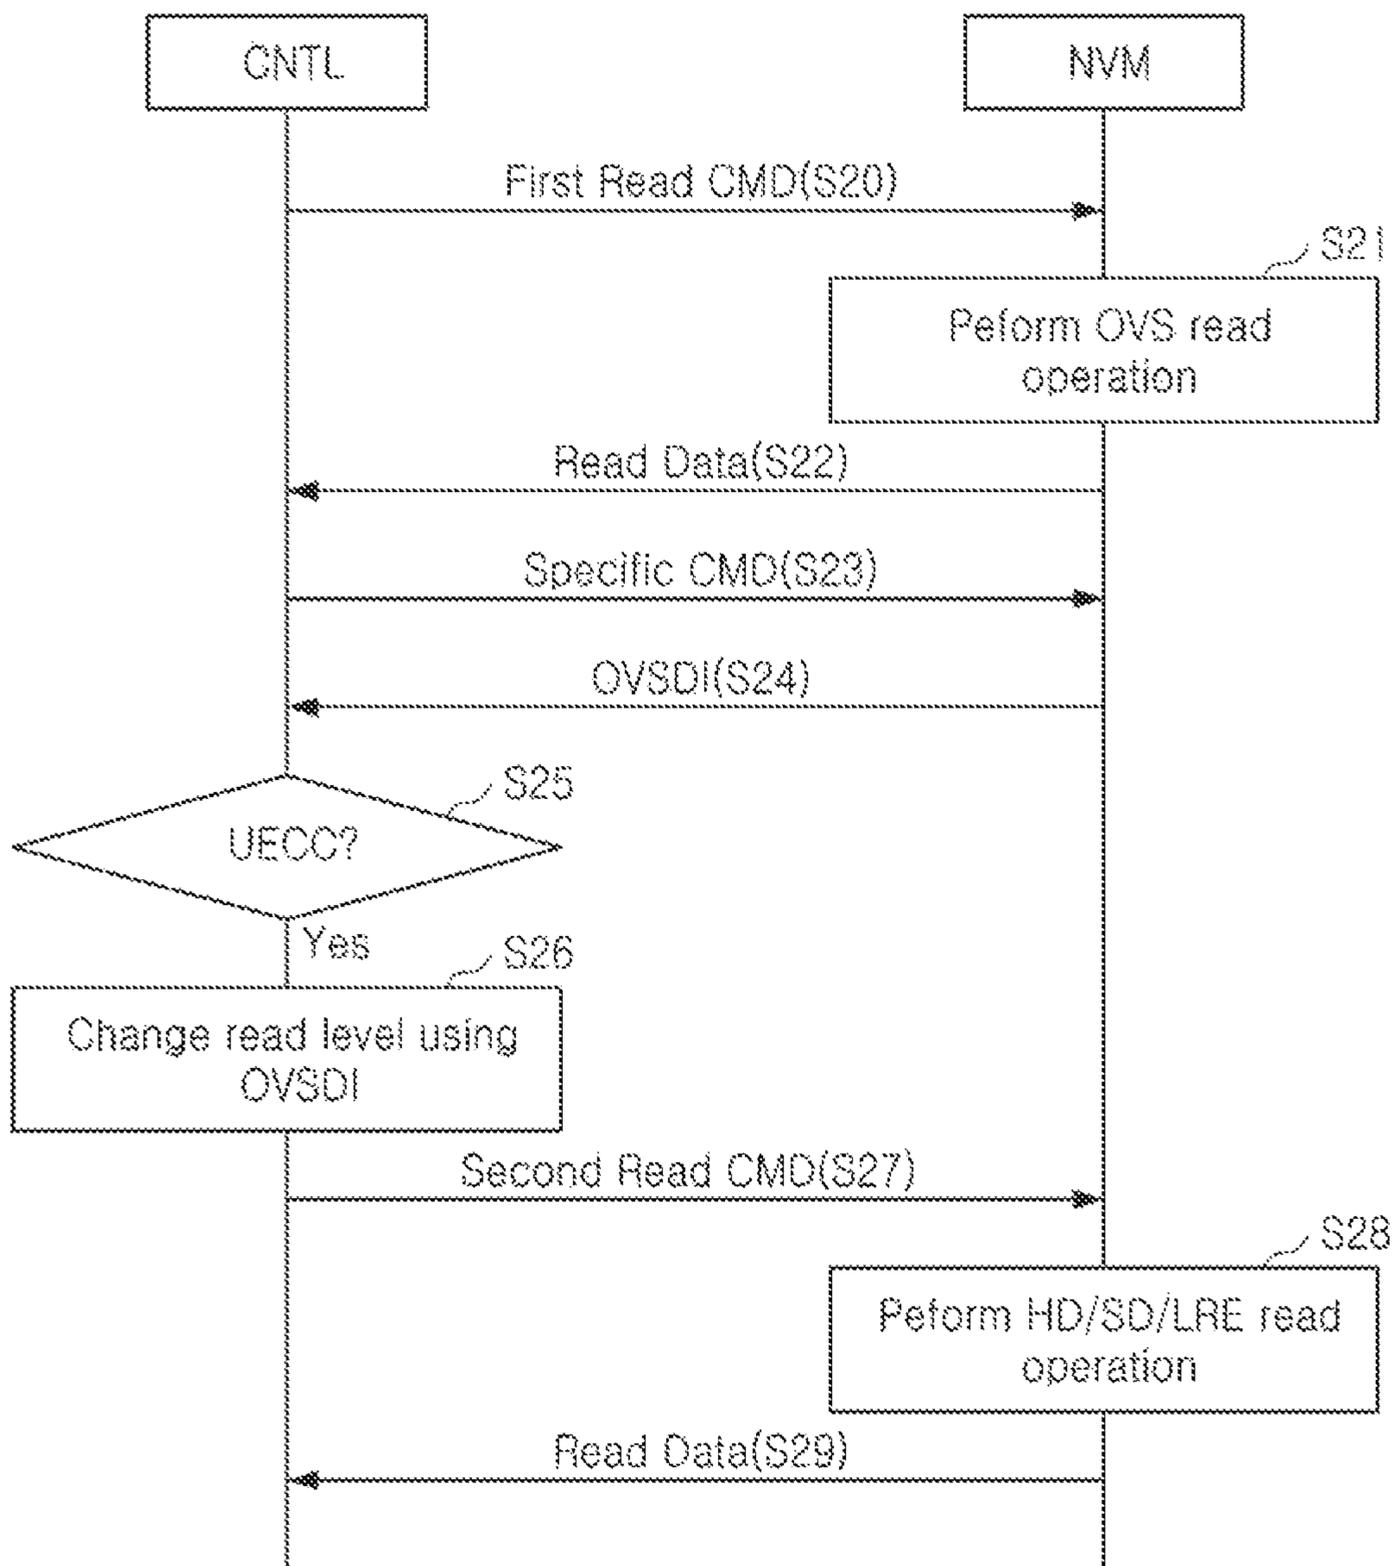 CNTL
NVM
First Read CMD(S20)
S21
Peform OVS read
operation
Read Data(S22)
Specific CMD(S23)
OVSDI(S24)
S25
UECC?
Yes
S26
Change read level using
OVSDI
Second Read CMD(S27)
S28
Peform HD/SD/LRE read
operation
Read Data(S29)